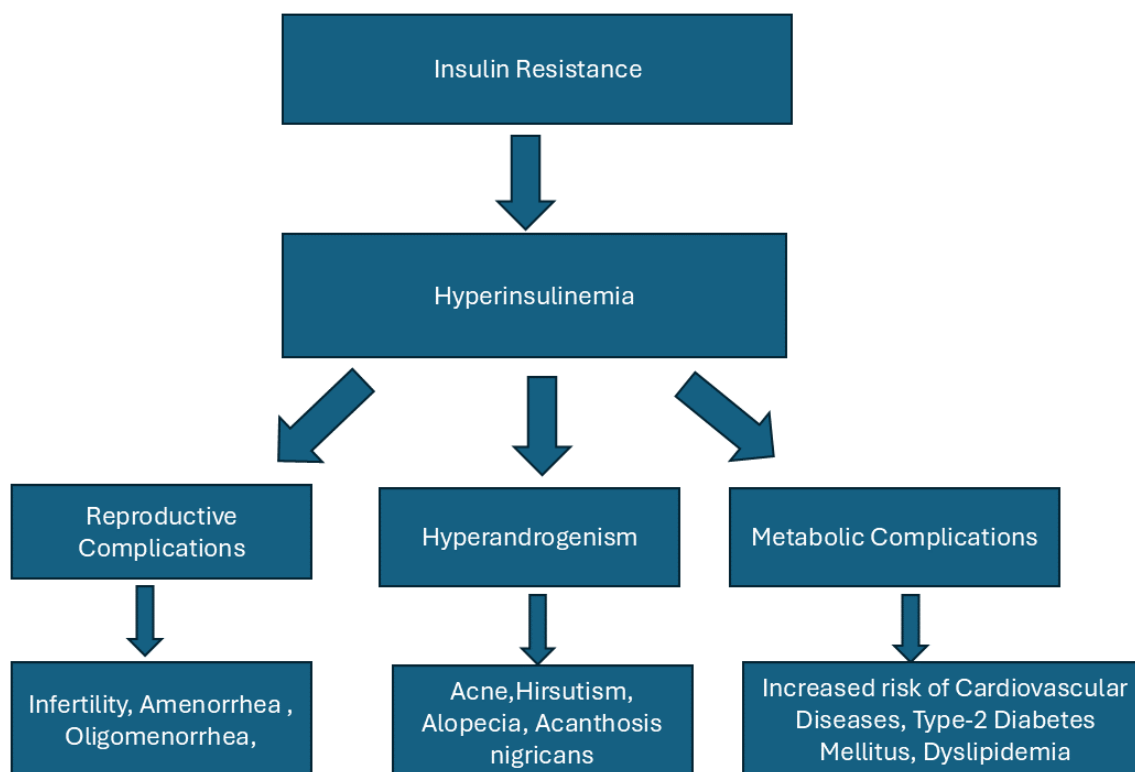 Insulin Resistance
Hyperinsulinemia
Reproductive
Complications
Hyperandrogenism
Metabolic Complications
Infertility, Amenorrhea ,
Oligomenorrhea,
Acne,Hirsutism,
Alopecia, Acanthosis
nigricans
Increased risk of Cardiovascular
Diseases, Type-2 Diabetes
Mellitus, Dyslipidemia